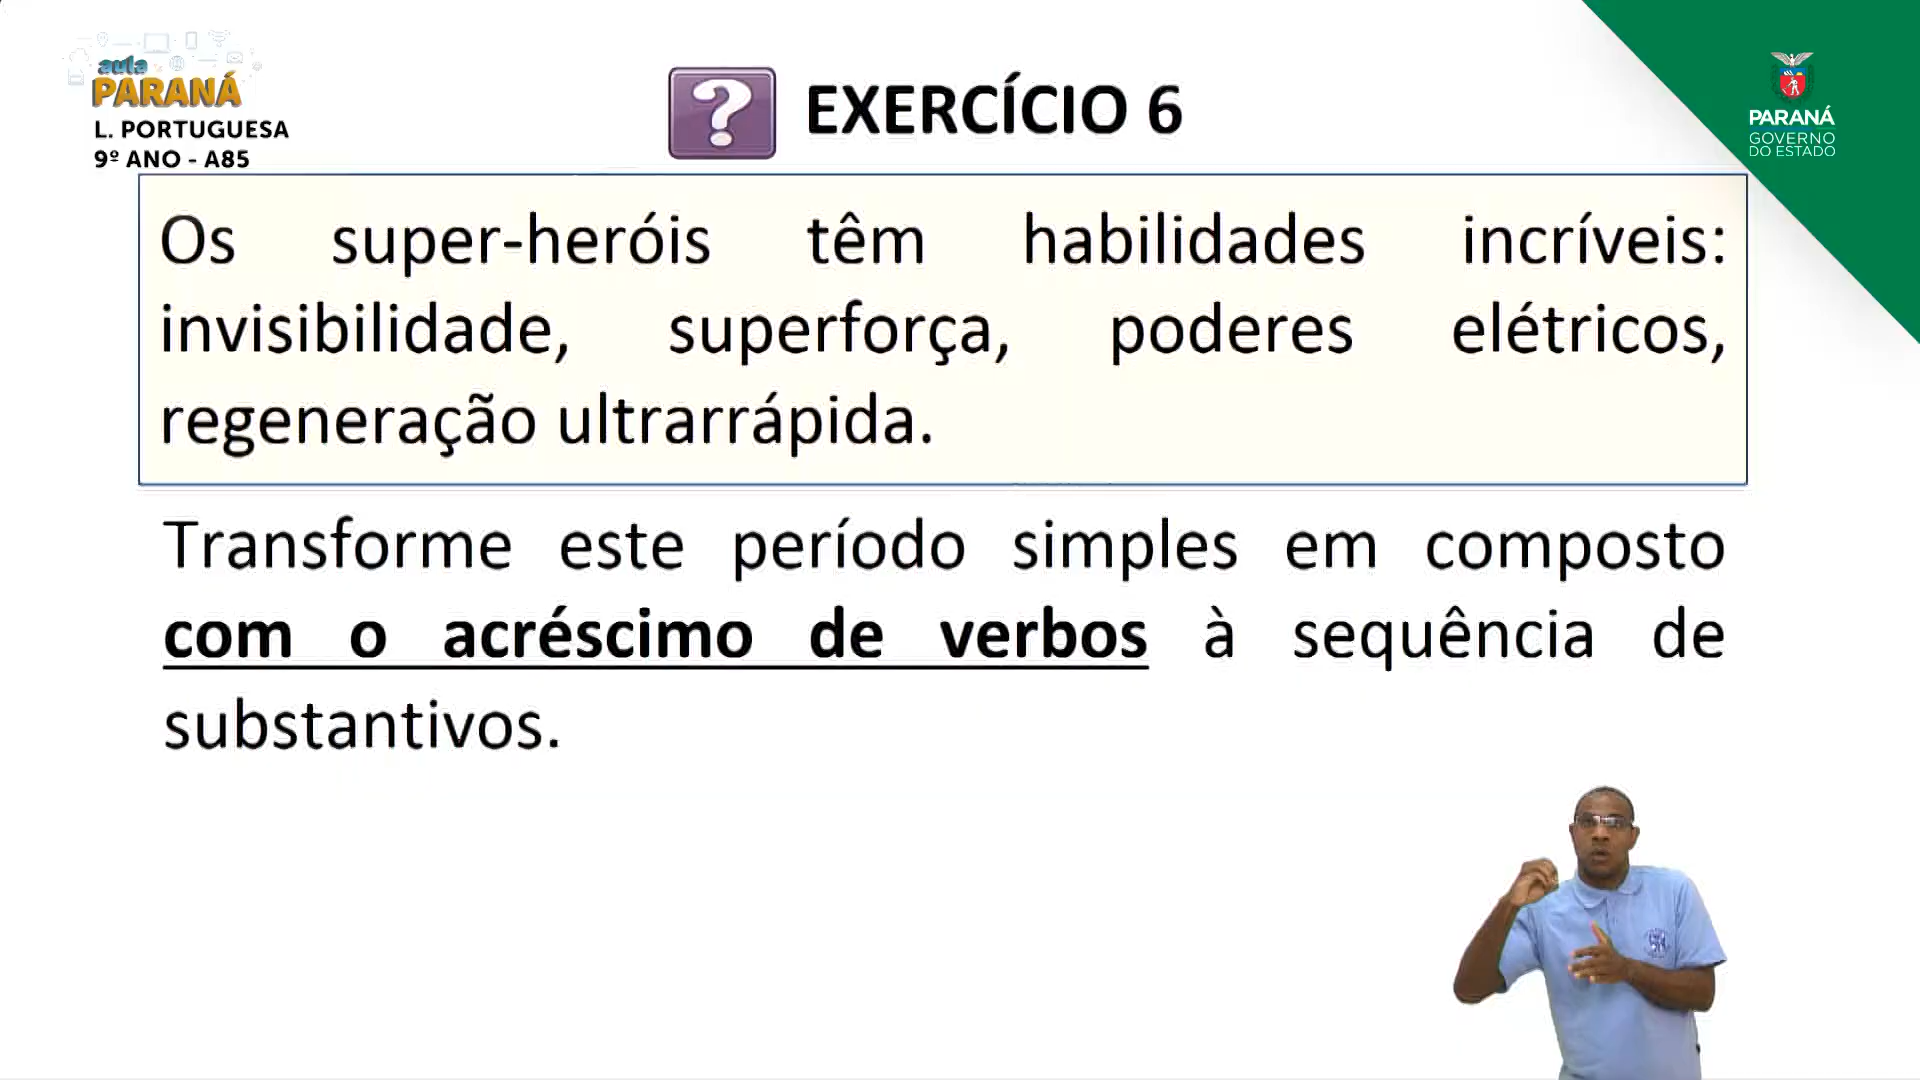 aula
PARANÁ
L. PORTUGUESA
9º ANO - A85
? EXERCÍCIO 6
PARANÁ
GOVERNO
DO ESTADO
Os super-heróis têm habilidades incríveis:
invisibilidade, superforça, poderes elétricos,
regeneração ultrarrápida.
Transforme este período simples em composto
com o acréscimo de verbos à sequência de
substantivos.